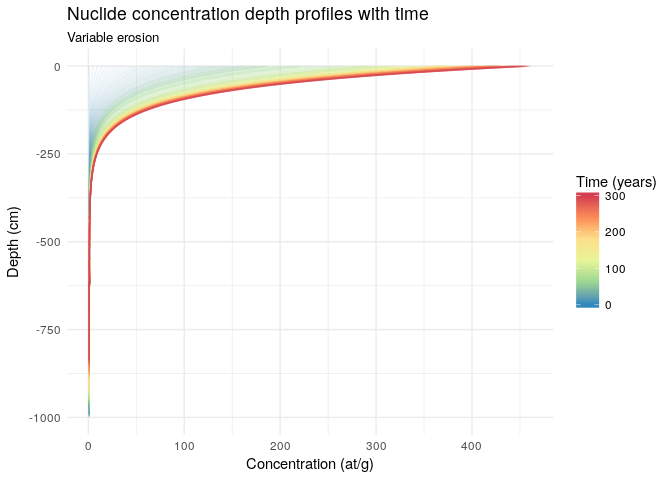 Nuclide concentration depth profiles with time
Variable erosion
0
-250
-500
-750
-1000
Depth (cm)
0 100 200 300 400
Concentration (at/g)
Time (years)
300
200
100
0